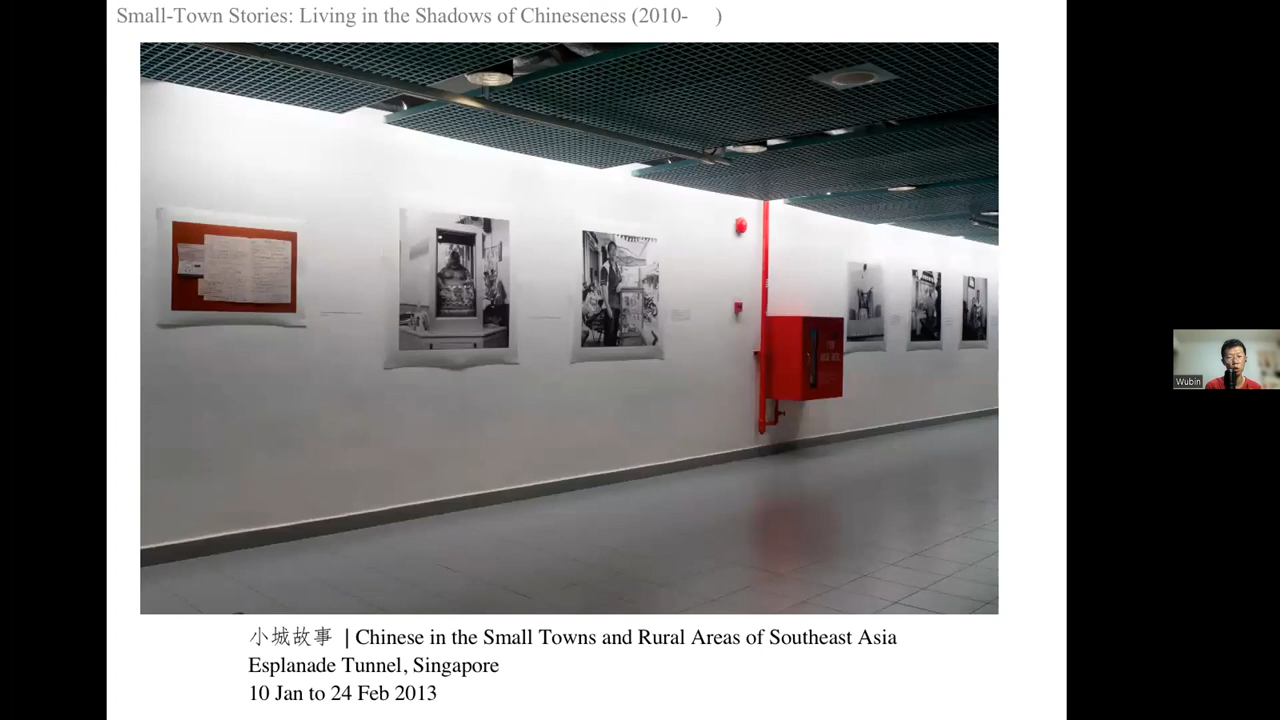 Small-Town Stories: Living in the Shadows of Chineseness (2010- )
小城故事 | Chinese in the Small Towns and Rural Areas of Southeast Asia
Esplanade Tunnel, Singapore
10 Jan to 24 Feb 2013
Wubin